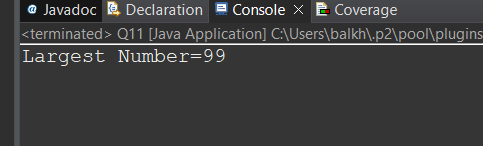 @ Javadoc Declaration Console Coverage
<terminated> Q11 [Java Application] C:\Users\balkh\.p2\pool\plugins
Largest Number=99